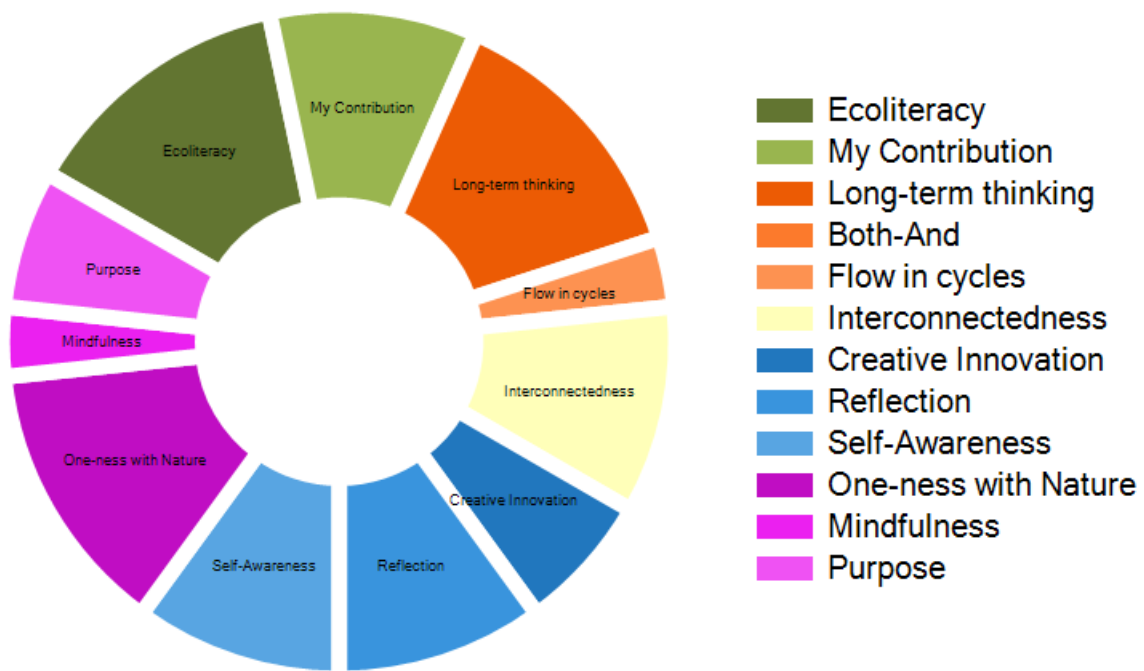 My Contribution
Ecoliteracy
Long-term thinking
Purpose
Flow in cycles
Mindfulness
Interconnectedness
One-ness with Nature
Creative Innovation
Self-Awareness
Reflection
Ecoliteracy
My Contribution
Long-term thinking
Both-And
Flow in cycles
Interconnectedness
Creative Innovation
Reflection
Self-Awareness
One-ness with Nature
Mindfulness
Purpose